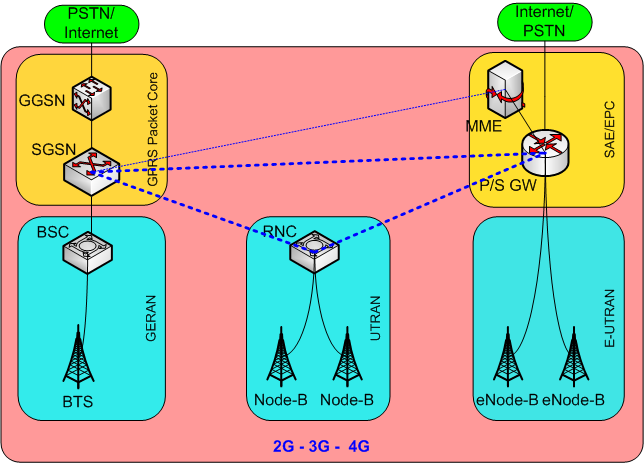 PSTN/
Internet
Internet/
PSTN
GGSN
SGSN
GPRS Packet Core
MME
P/S GW
SAE/EPC
BSC
BTS
GERAN
RNC
Node-B
Node-B
UTRAN
eNode-B
eNode-B
E-UTRAN
2G - 3G - 4G